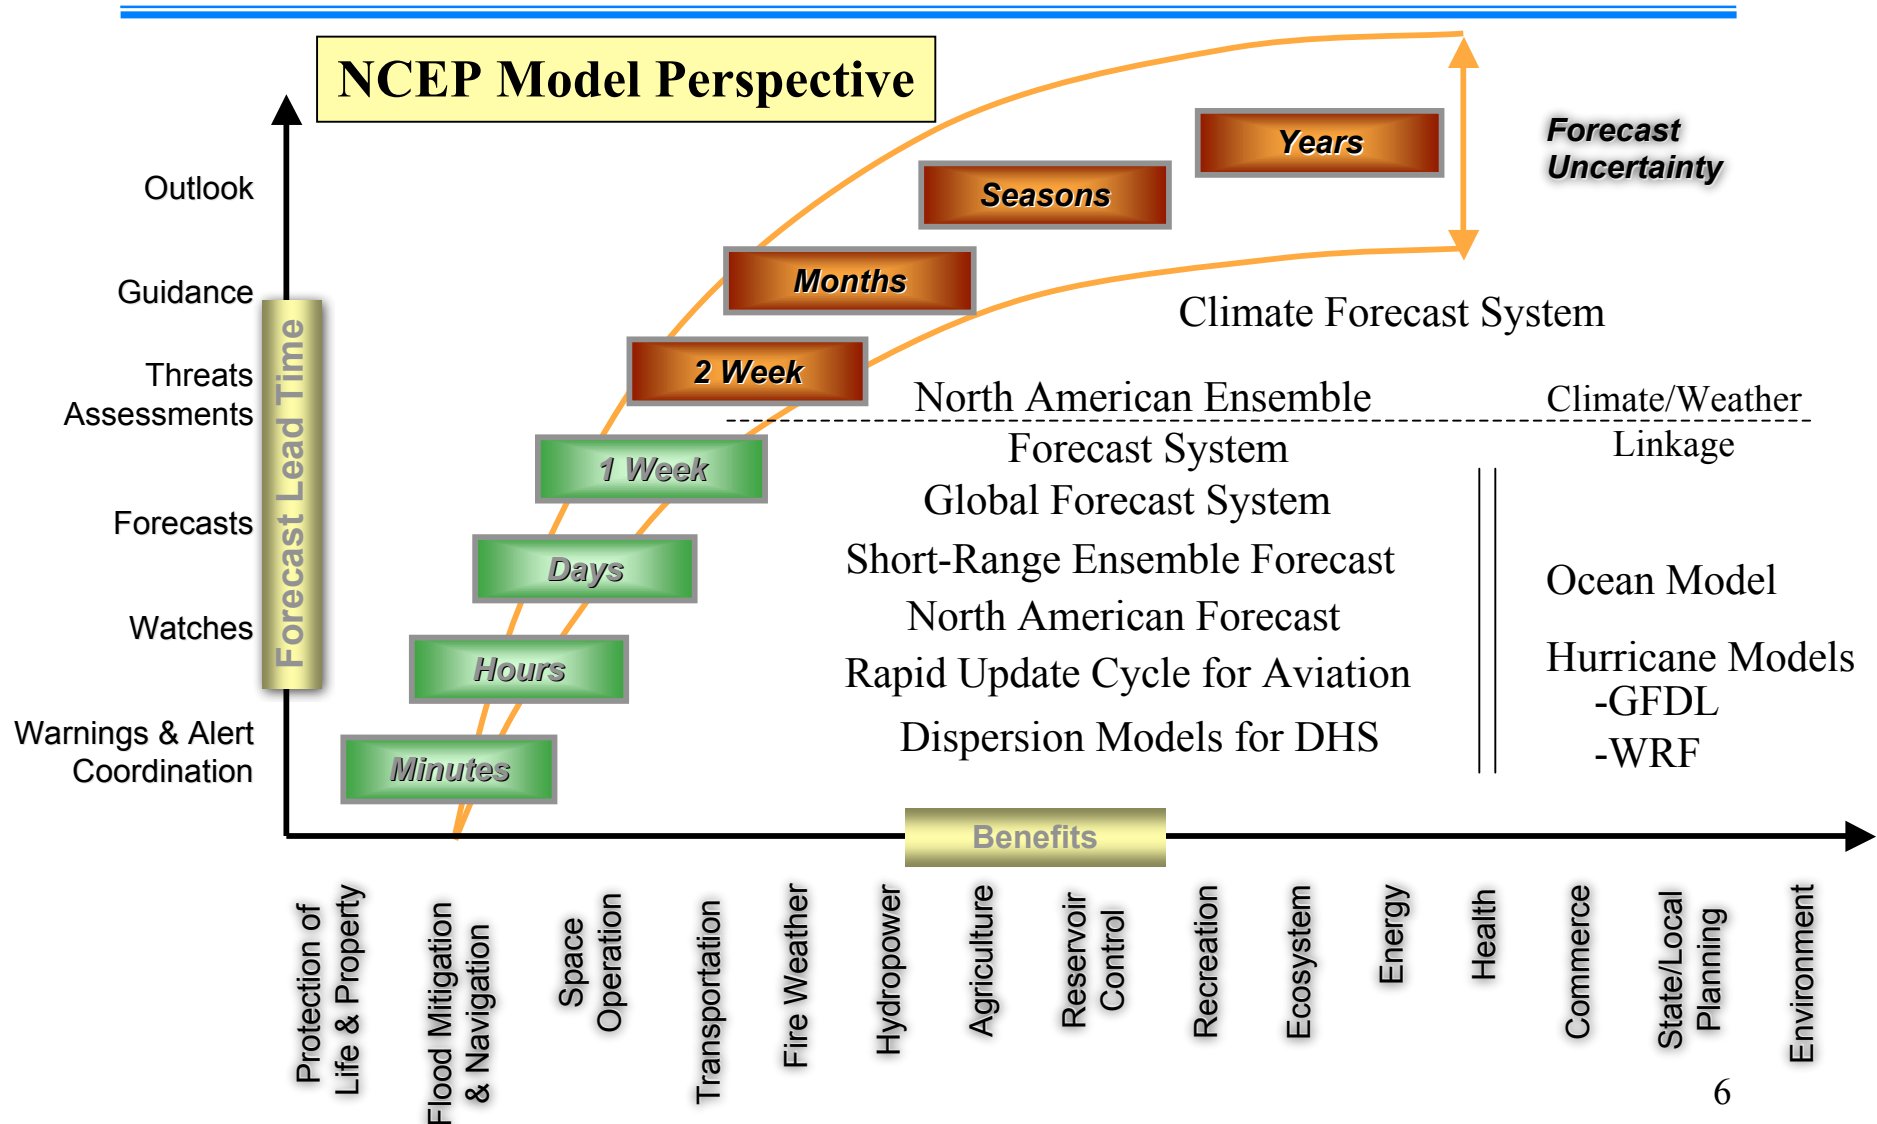 NCEP Model Perspective
Forecast
Uncertainty
Years
Seasons
Months
2 Week
1 Week
Days
Hours
Minutes
Outlook
Guidance
Threats
Assessments
Forecasts
Watches
Warnings & Alert
Coordination
Forecast Lead Time
Climate Forecast System
North American Ensemble
Forecast System
Global Forecast System
Short-Range Ensemble Forecast
North American Forecast
Rapid Update Cycle for Aviation
Dispersion Models for DHS
Climate/Weather
Linkage
Ocean Model
Hurricane Models
-GFDL
-WRF
Benefits
Protection of
Life & Property
Flood Mitigation
& Navigation
Space
Operation
Transportation
Fire Weather
Hydropower
Agriculture
Reservoir
Control
Recreation
Ecosystem
Energy
Health
Commerce
State/Local
Planning
Environment
6